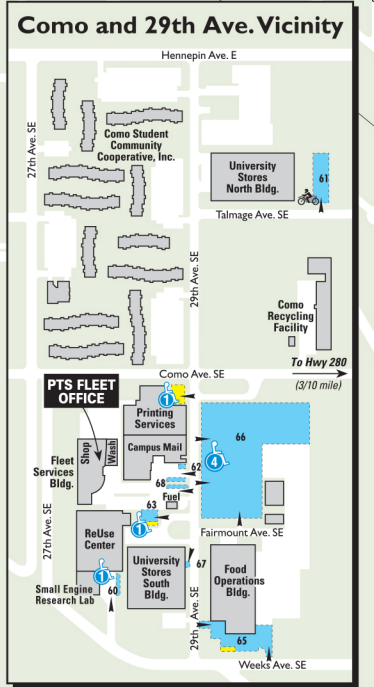 Como and 29th Ave. Vicinity
Hennepin Ave. E
27th Ave. SE
Como Student
Community
Cooperative, Inc.
University
Stores
North Bldg.
61
Talmage Ave. SE
29th Ave. SE
Como
Recycling
Facility
To Hwy 280
(3/10 mile)
Como Ave. SE
PTS FLEET
OFFICE
1
Printing
Services
Campus Mail
66
4
Shop
Wash
Fleet
Services
Bldg.
62
68
Fuel
63
1
Fairmount Ave. SE
27th Ave. SE
ReUse
Center
1
Small Engine
Research Lab
60
University
Stores
South
Bldg.
67
Food
Operations
Bldg.
29th Ave. SE
65
Weeks Ave. SE